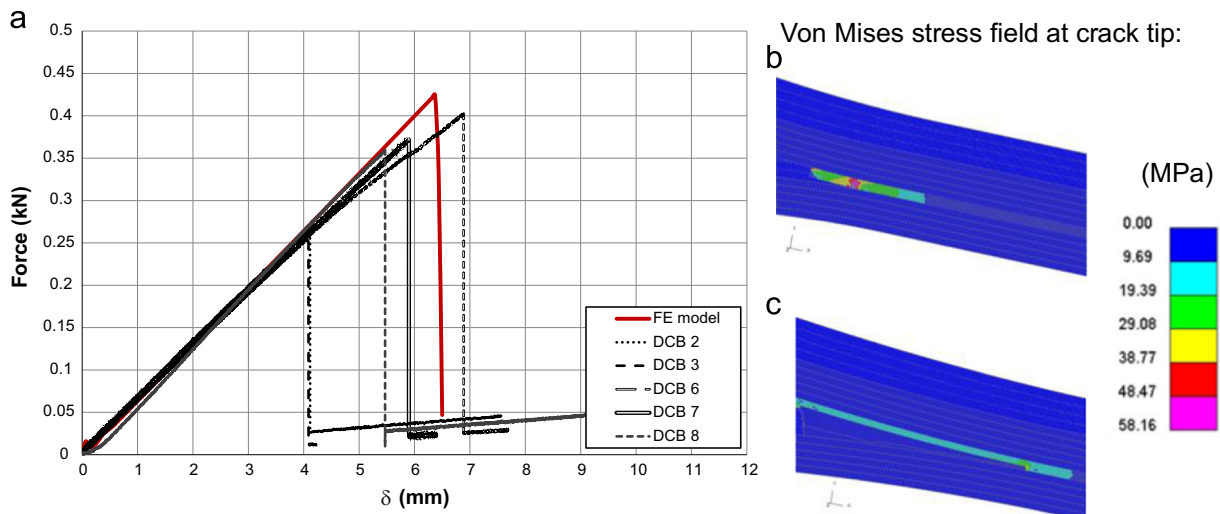 a
0.5
0.45
0.4
0.35
0.3
0.25
0.2
0.15
0.1
0.05
0
Force (kN)
0 1 2 3 4 5 6 7 8 9 10 11 12
δ (mm)
FE model
DCB 2
DCB 3
DCB 6
DCB 7
DCB 8
Von Mises stress field at crack tip:
b
c
(MPa)
0.00
9.69
19.39
29.08
38.77
48.47
58.16